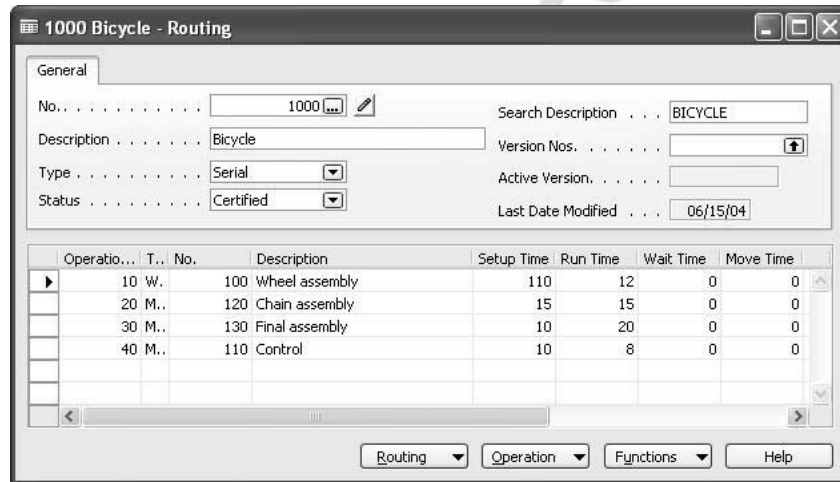 1000 Bicycle - Routing
General
No.. . . . . . . . . . . 1000
Description . . . . . . . Bicycle
Type . . . . . . . . . . Serial
Status . . . . . . . . . Certified
Search Description . . . BICYCLE
Version Nos. . . . . . .
Active Version. . . . . .
Last Date Modified . . . 06/15/04
Operatio... T.. No. Description Setup Time Run Time Wait Time Move Time
10 W. 100 Wheel assembly 110 12 0 0
20 M.. 120 Chain assembly 15 15 0 0
30 M.. 130 Final assembly 10 20 0 0
40 M.. 110 Control 10 8 0 0
Routing Operation Functions Help